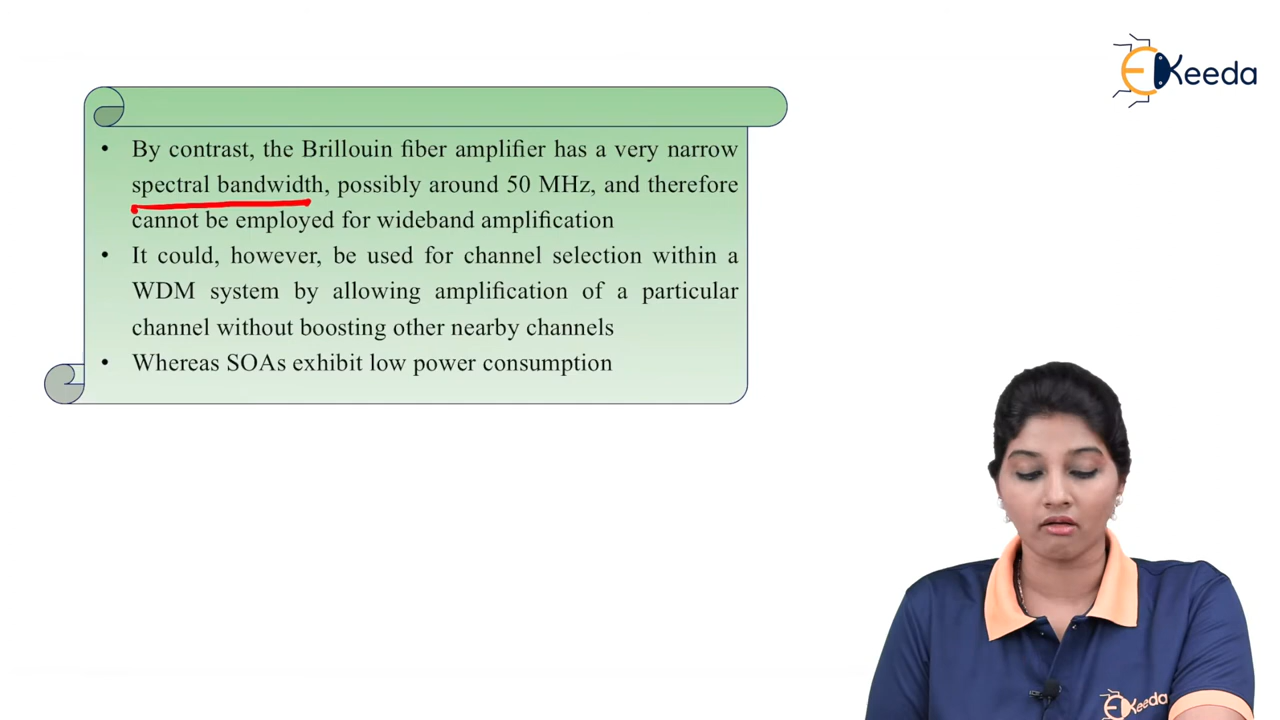 EKeeda
• By contrast, the Brillouin fiber amplifier has a very narrow
spectral bandwidth, possibly around 50 MHz, and therefore
cannot be employed for wideband amplification
• It could, however, be used for channel selection within a
WDM system by allowing amplification of a particular
channel without boosting other nearby channels
• Whereas SOAs exhibit low power consumption
EKeeda